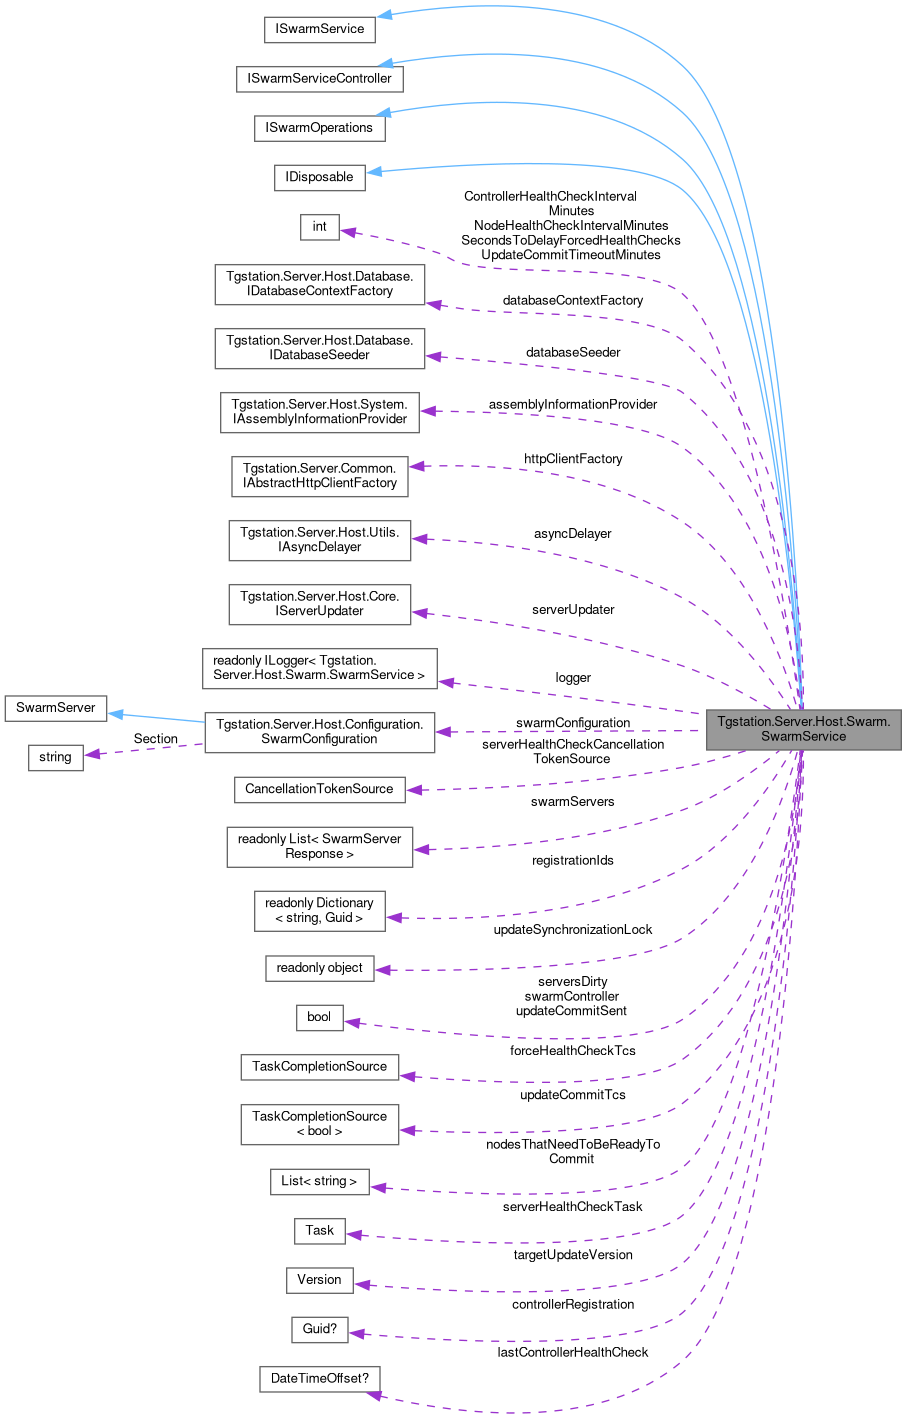 ISwarmService
ISwarmServiceController
ISwarmOperations
IDisposable
ControllerHealthCheckInterval
Minutes
NodeHealthCheckIntervalMinutes
SecondsToDelayForcedHealthChecks
UpdateCommitTimeoutMinutes
int
Tgstation.Server.Host.Database.
IDatabaseContextFactory
databaseContextFactory
Tgstation.Server.Host.Database.
IDatabaseSeeder
databaseSeeder
Tgstation.Server.Host.System.
IAssemblyInformationProvider
assemblyInformationProvider
Tgstation.Server.Common.
IAbstractHttpClientFactory
httpClientFactory
Tgstation.Server.Host.Utils.
IAsyncDelayer
asyncDelayer
Tgstation.Server.Host.Core.
IServerUpdater
serverUpdater
readonly ILogger< Tgstation.
Server.Host.Swarm.SwarmService >
logger
SwarmServer
string
Section
Tgstation.Server.Host.Configuration.
SwarmConfiguration
swarmConfiguration
Tgstation.Server.Host.Swarm.
SwarmService
serverHealthCheckCancellation
TokenSource
CancellationTokenSource
swarmServers
readonly List< SwarmServer
Response >
registrationIds
readonly Dictionary
< string, Guid >
updateSynchronizationLock
readonly object
serversDirty
swarmController
updateCommitSent
bool
forceHealthCheckTcs
TaskCompletionSource
updateCommitTcs
TaskCompletionSource
< bool >
nodesThatNeedToBeReadyTo
Commit
List< string >
serverHealthCheckTask
Task
targetUpdateVersion
Version
controllerRegistration
Guid?
lastControllerHealthCheck
DateTimeOffset?